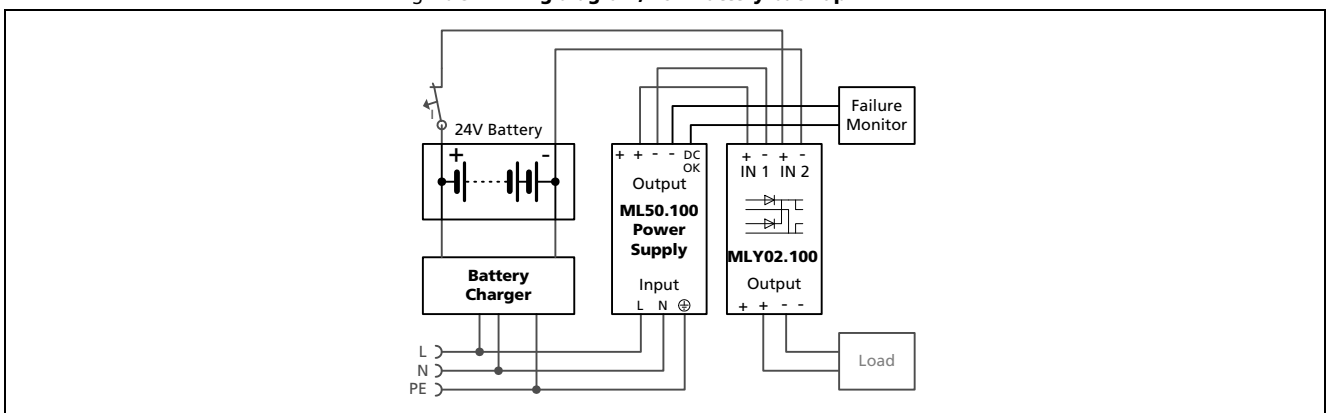 24V Battery
+ -
Failure
Monitor
+ + - - DC
OK
Output
ML50.100
Power
Supply
Input
L N
+ - + -
IN 1 IN 2
MLY02.100
Output
+ + - -
Battery
Charger
Load
L
N
PE